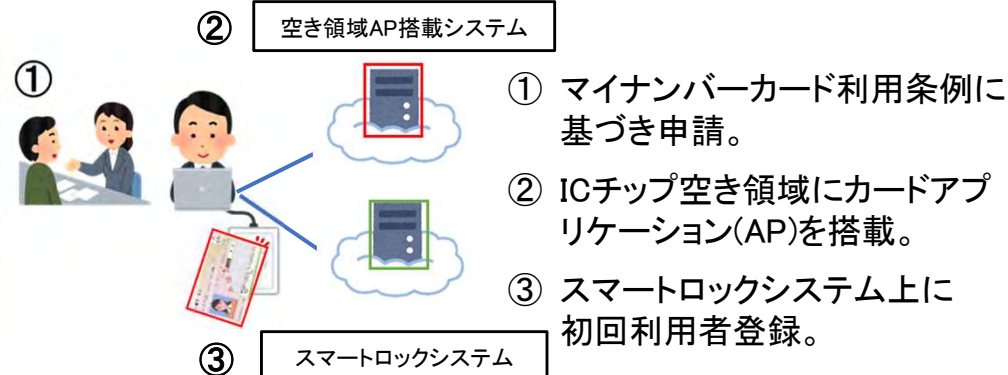 ② 空き領域AP搭載システム
①
① マイナンバーカード利用条例に
基づき申請。
② ICチップ空き領域にカードアプ
リケーション(AP)を搭載。
③ スマートロックシステム上に
初回利用者登録。
③ スマートロックシステム